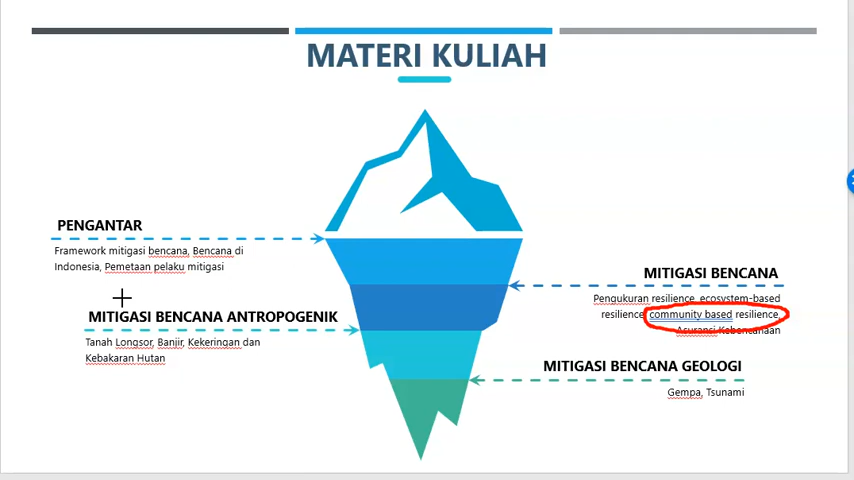 MATERI KULIAH
PENGANTAR
Framework mitigasi bencana, Bencana di
Indonesia, Pemetaan pelaku mitigasi
MITIGASI BENCANA
Pengukuran resilience, ecosystem-based
resilience, community based resilience,
Asuransi Kebencanaan
MITIGASI BENCANA ANTROPOGENIK
Tanah Longsor, Banjir, Kekeringan dan
Kebakaran Hutan
MITIGASI BENCANA GEOLOGI
Gempa, Tsunami